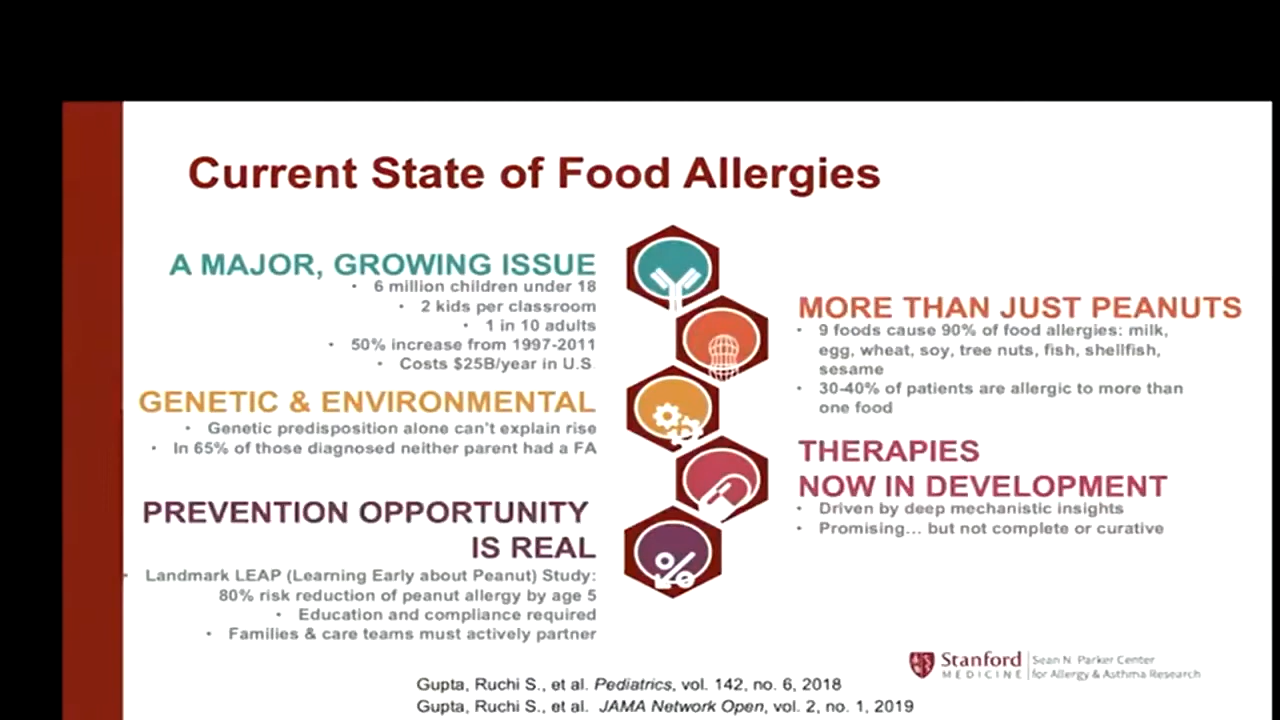 Current State of Food Allergies
A MAJOR, GROWING ISSUE
• 6 million children under 18
• 2 kids per classroom
• 1 in 10 adults
• 50% increase from 1997-2011
• Costs $25B/year in U.S.
GENETIC & ENVIRONMENTAL
• Genetic predisposition alone can't explain rise
• In 65% of those diagnosed neither parent had a FA
PREVENTION OPPORTUNITY
IS REAL
• Landmark LEAP (Learning Early about Peanut) Study:
80% risk reduction of peanut allergy by age 5
• Education and compliance required
• Families & care teams must actively partner
MORE THAN JUST PEANUTS
• 9 foods cause 90% of food allergies: milk,
egg, wheat, soy, tree nuts, fish, shellfish,
sesame
• 30-40% of patients are allergic to more than
one food
THERAPIES
NOW IN DEVELOPMENT
• Driven by deep mechanistic insights
• Promising... but not complete or curative
%
Stanford
MEDICINE
Sean N. Parker Center
for Allergy & Asthma Research
Gupta, Ruchi S., et al. Pediatrics, vol. 142, no. 6, 2018
Gupta, Ruchi S., et al. JAMA Network Open, vol. 2, no. 1, 2019